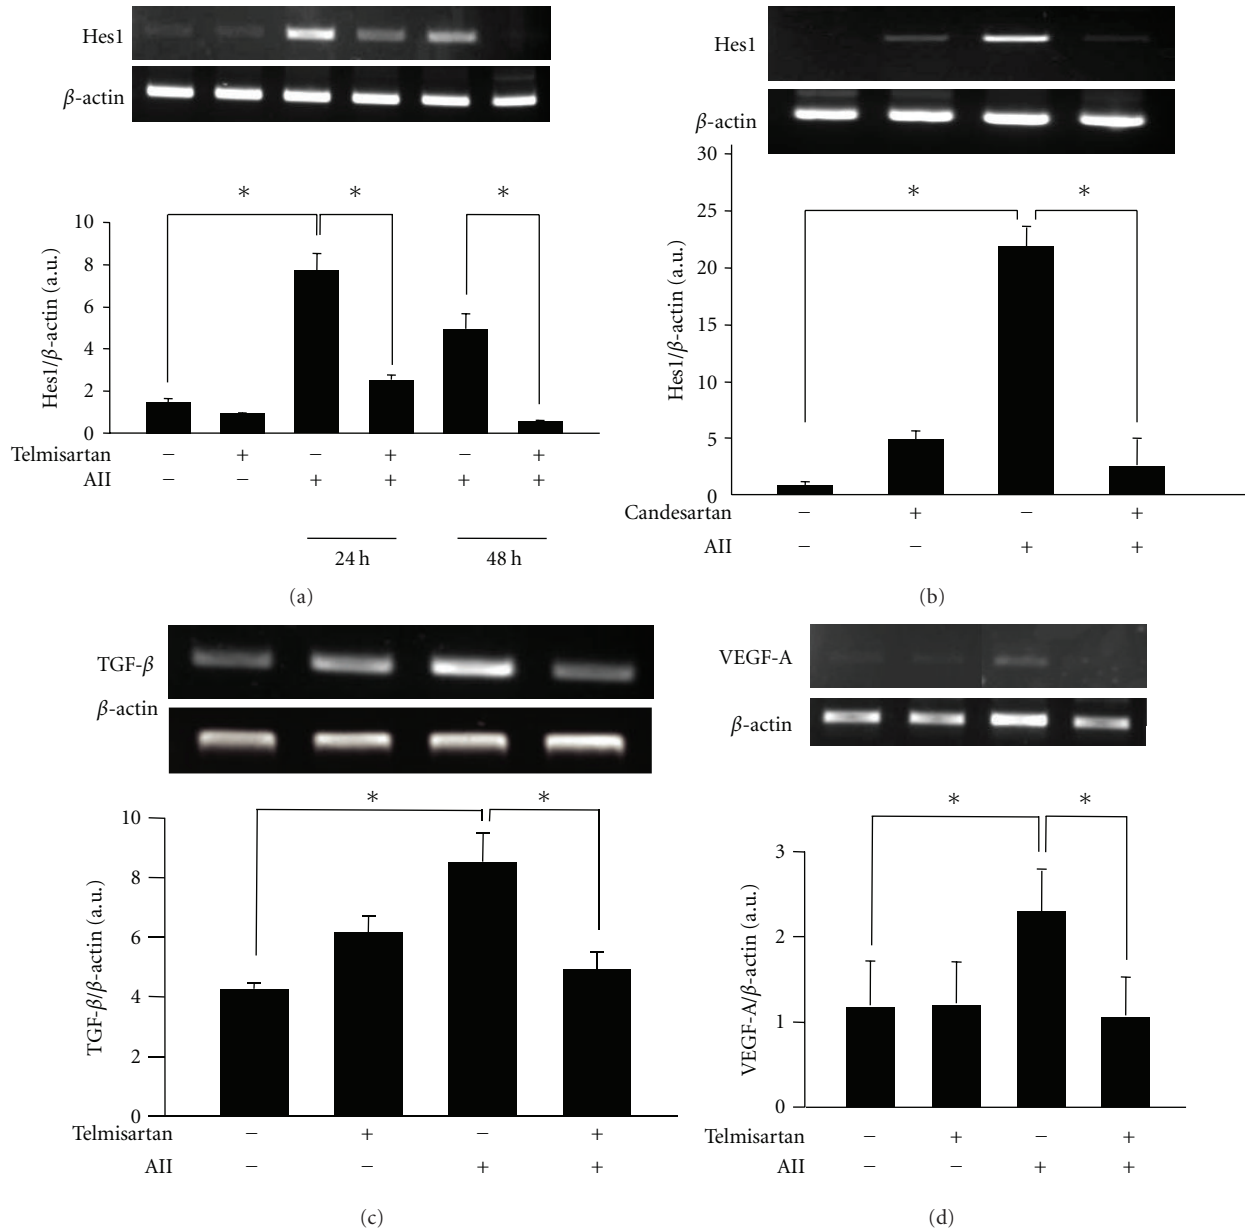 Hes1
β-actin
*
*
*
10
8
6
4
2
0
Hes1/β-actin (a.u.)
Telmisartan − + − + − +
AII − − + + + +
24 h
48 h
(a)
Hes1
β-actin
30
25
20
15
10
5
0
*
*
Hes1/β-actin (a.u.)
Candesartan − + − +
AII − − + +
(b)
TGF-β
β-actin
*
*
10
8
6
4
2
0
TGF-β/β-actin (a.u.)
Telmisartan − + − +
AII − − + +
(c)
VEGF-A
β-actin
*
*
3
2
1
0
VEGF-A/β-actin (a.u.)
Telmisartan − + − +
AII − − + +
(d)